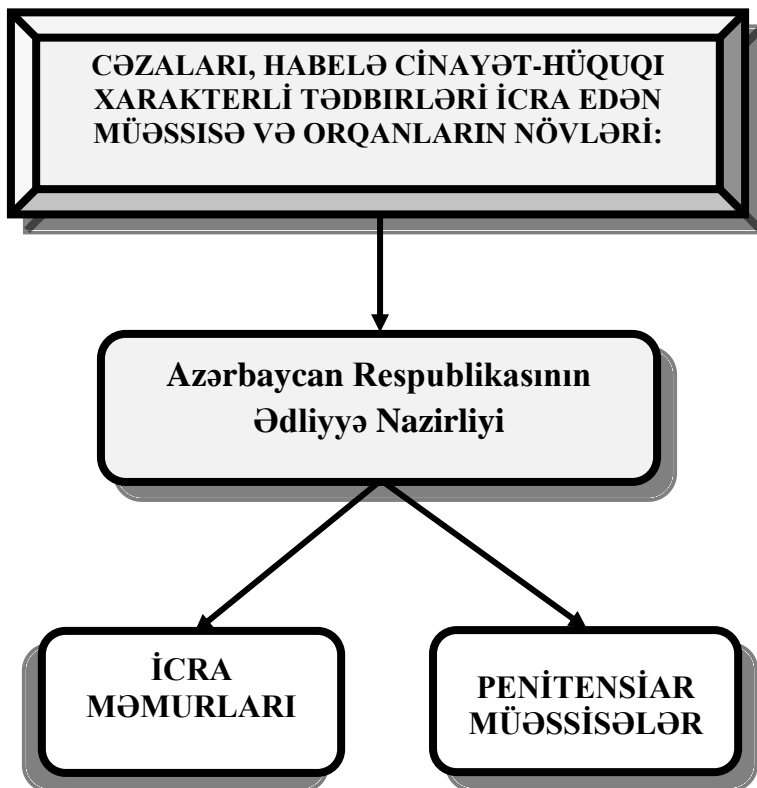 CƏZALARI, HABELƏ CİNAYƏT-HÜQUQI
XARAKTERLİ TƏDBIRLƏRİ İCRA EDƏN
MÜƏSSISƏ VƏ ORQANLARIN NÖVLƏRİ:
Azərbaycan Respublikasının
Ədliyyə Nazirliyi
İCRA
MƏMURLARI
PENİTENSİAR
MÜƏSSİSƏLƏR